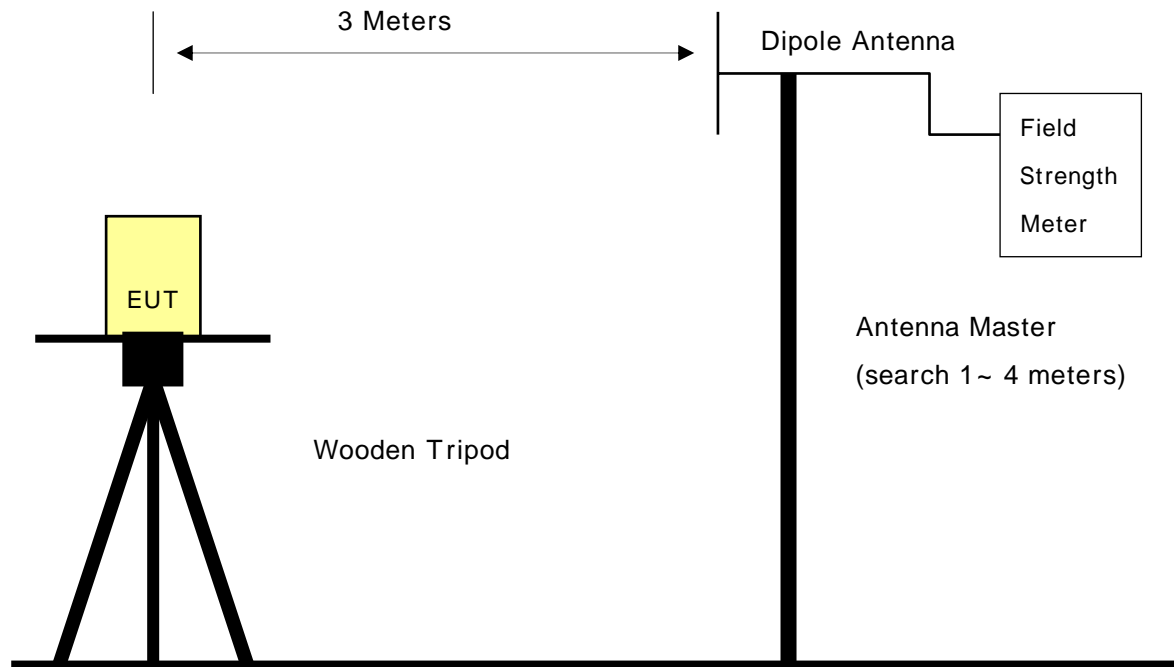 3 Meters
Dipole Antenna
Field
Strength
Meter
EUT
Antenna Master
(search 1~ 4 meters)
Wooden Tripod